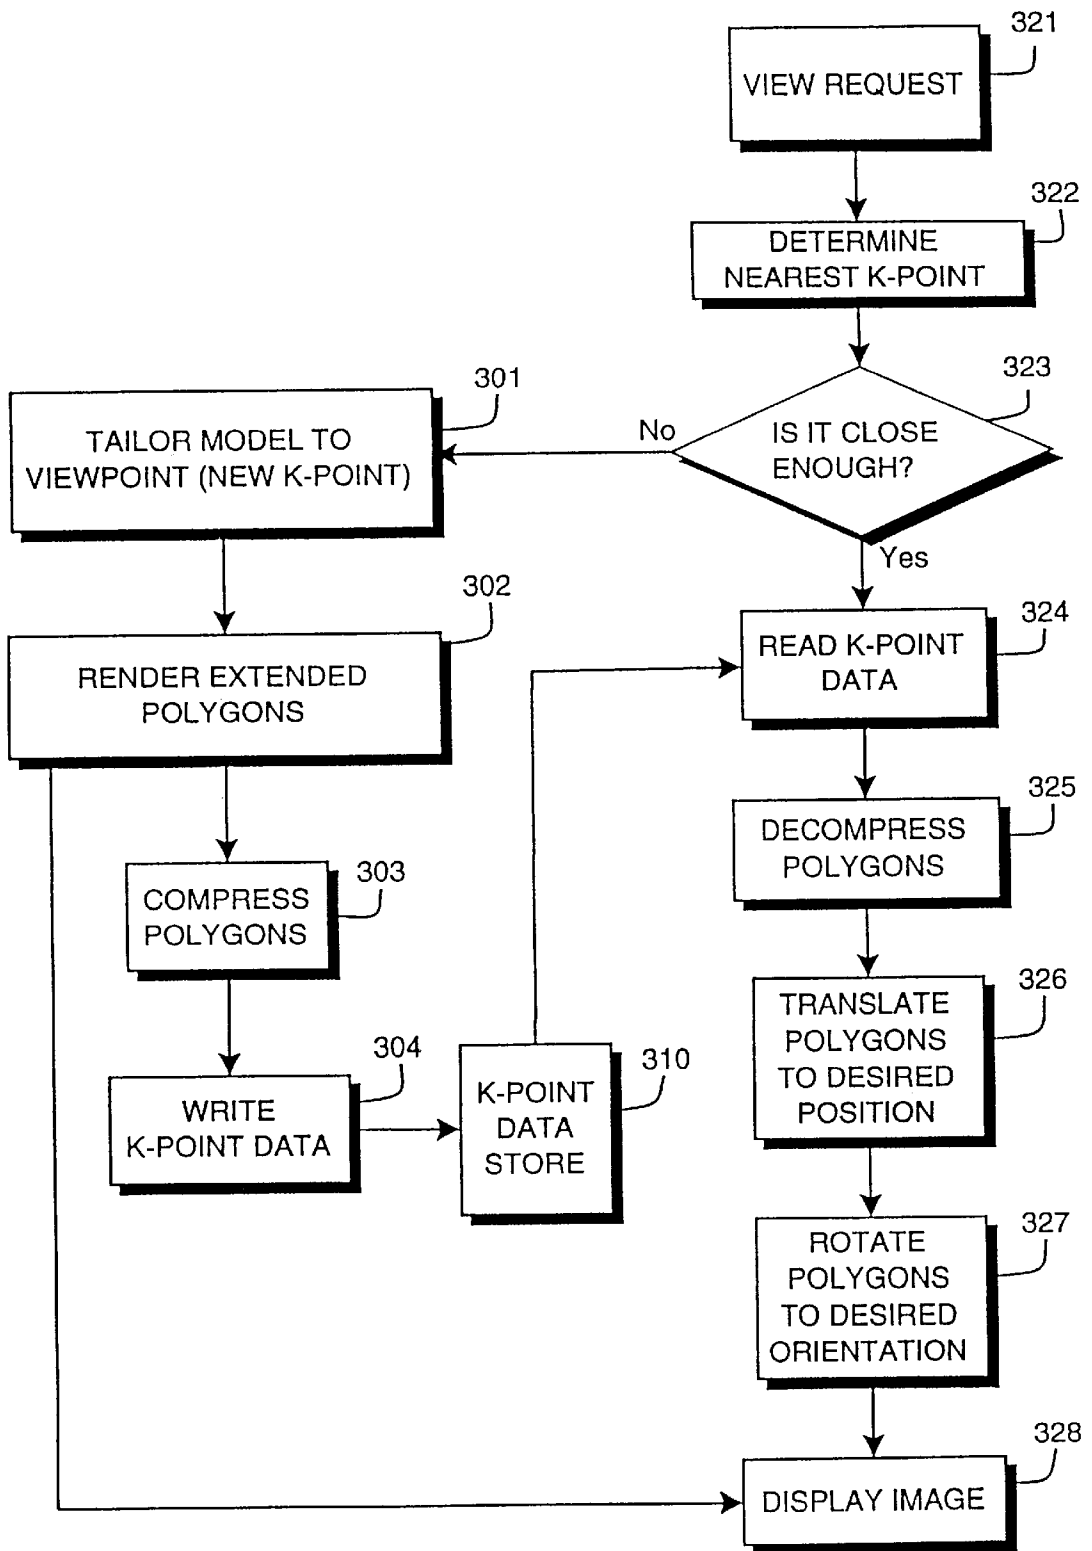 321
VIEW REQUEST
322
DETERMINE
NEAREST K-POINT
323
IS IT CLOSE
ENOUGH?
No
Yes
301
TAILOR MODEL TO
VIEWPOINT (NEW K-POINT)
302
RENDER EXTENDED
POLYGONS
303
COMPRESS
POLYGONS
304
WRITE
K-POINT DATA
310
K-POINT
DATA
STORE
324
READ K-POINT
DATA
325
DECOMPRESS
POLYGONS
326
TRANSLATE
POLYGONS
TO DESIRED
POSITION
327
ROTATE
POLYGONS
TO DESIRED
ORIENTATION
328
DISPLAY IMAGE